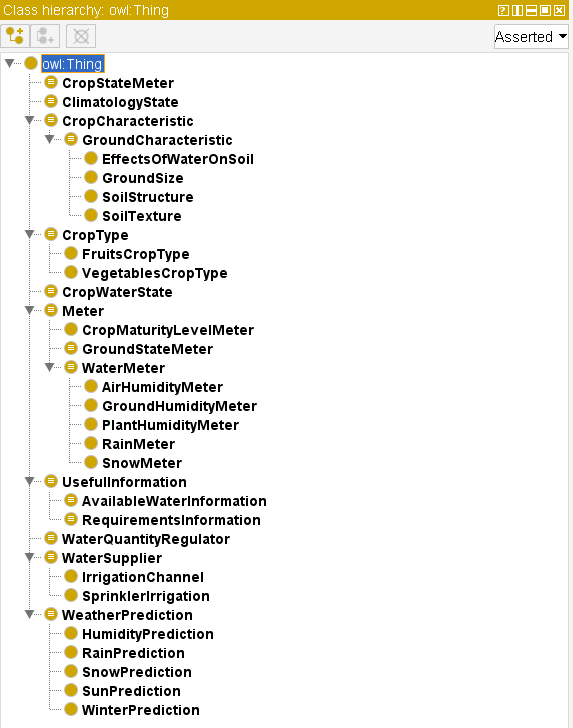 Class hierarchy: owl:Thing
Asserted
owl:Thing
CropStateMeter
ClimatologyState
CropCharacteristic
GroundCharacteristic
EffectsOfWaterOnSoil
GroundSize
SoilStructure
SoilTexture
CropType
FruitsCropType
VegetablesCropType
CropWaterState
Meter
CropMaturityLevelMeter
GroundStateMeter
WaterMeter
AirHumidityMeter
GroundHumidityMeter
PlantHumidityMeter
RainMeter
SnowMeter
UsefulInformation
AvailableWaterInformation
RequirementsInformation
WaterQuantityRegulator
WaterSupplier
IrrigationChannel
SprinklerIrrigation
WeatherPrediction
HumidityPrediction
RainPrediction
SnowPrediction
SunPrediction
WinterPrediction